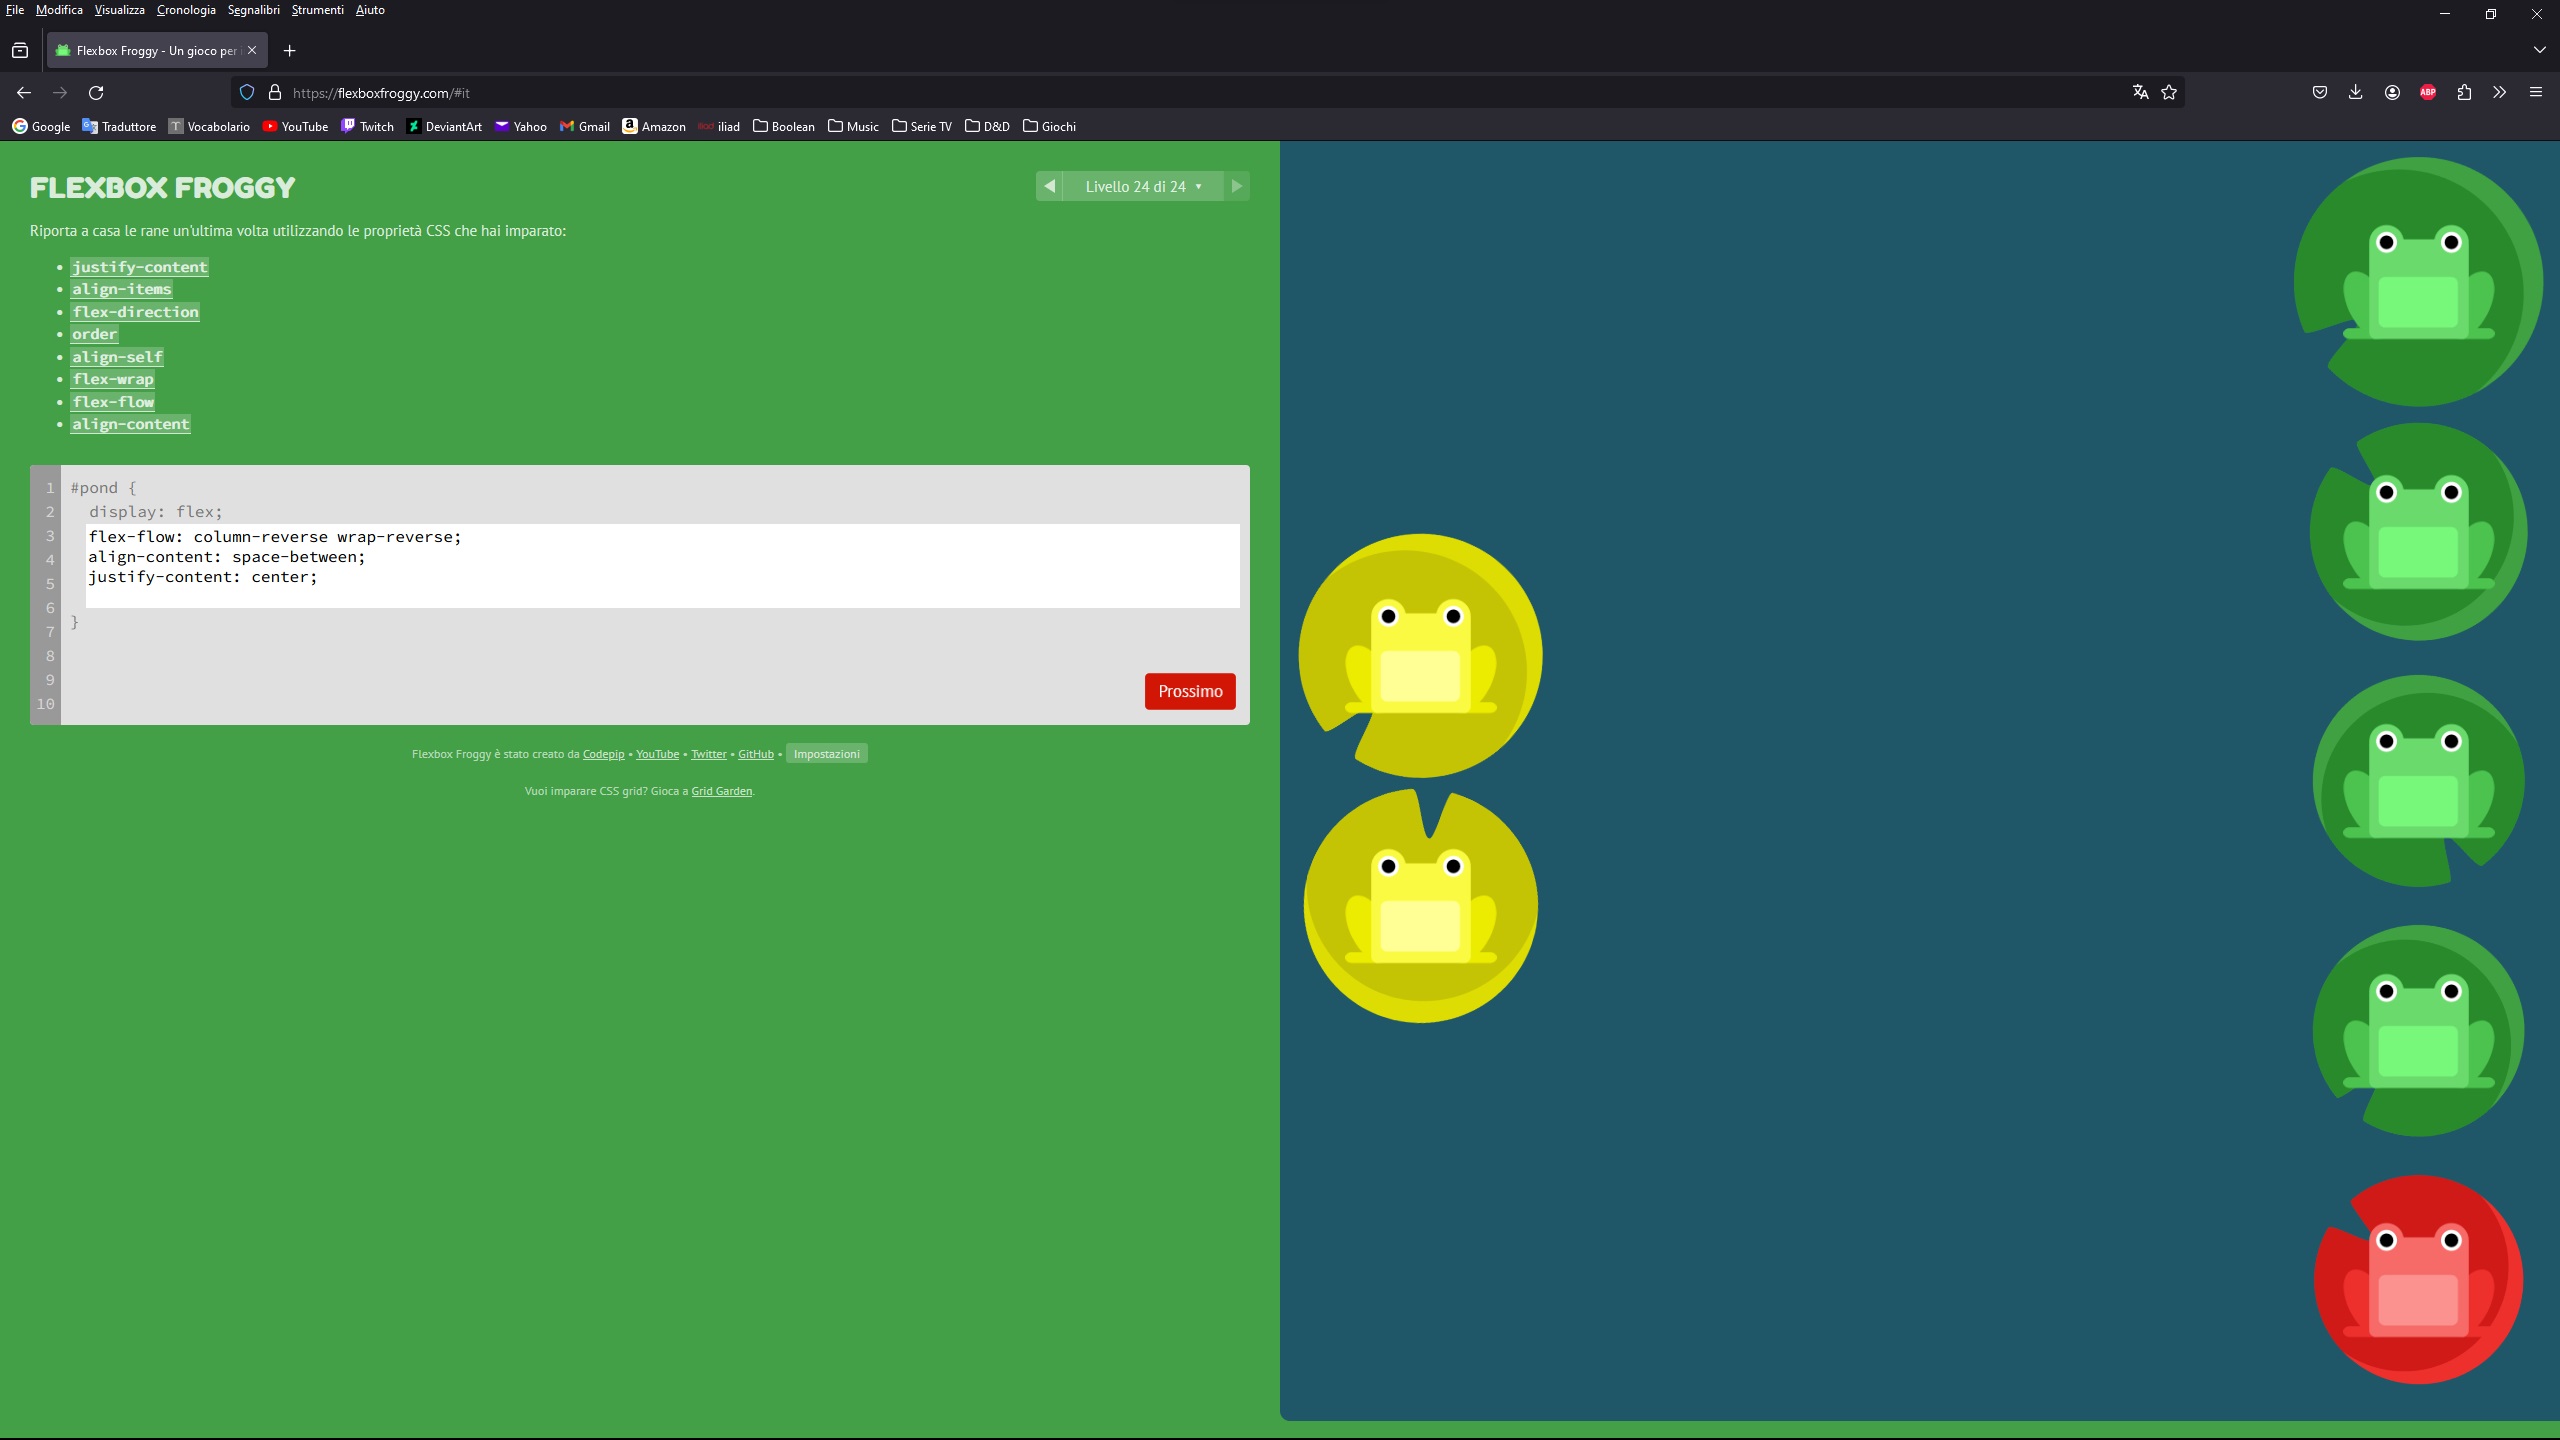 File Modifica Visualizza Cronologia Segnalibri Strumenti Aiuto
Flexbox Froggy - Un gioco per i
https://flexboxfroggy.com/#it
ABP
Google Traduttore Vocabolario YouTube Twitch DeviantArt Yahoo Gmail Amazon iliad iliad Boolean Music Serie TV D&D Giochi
FLEXBOX FROGGY
Livello 24 di 24 ▾
Riporta a casa le rane un'ultima volta utilizzando le proprietà CSS che hai imparato:
• justify-content
• align-items
• flex-direction
• order
• align-self
• flex-wrap
• flex-flow
• align-content
1 #pond {
2 display: flex;
3 flex-flow: column-reverse wrap-reverse;
4 align-content: space-between;
5 justify-content: center;
6
7 }
8
9
10
Prossimo
Flexbox Froggy è stato creato da Codepip • YouTube • Twitter • GitHub • Impostazioni
Vuoi imparare CSS grid? Gioca a Grid Garden.